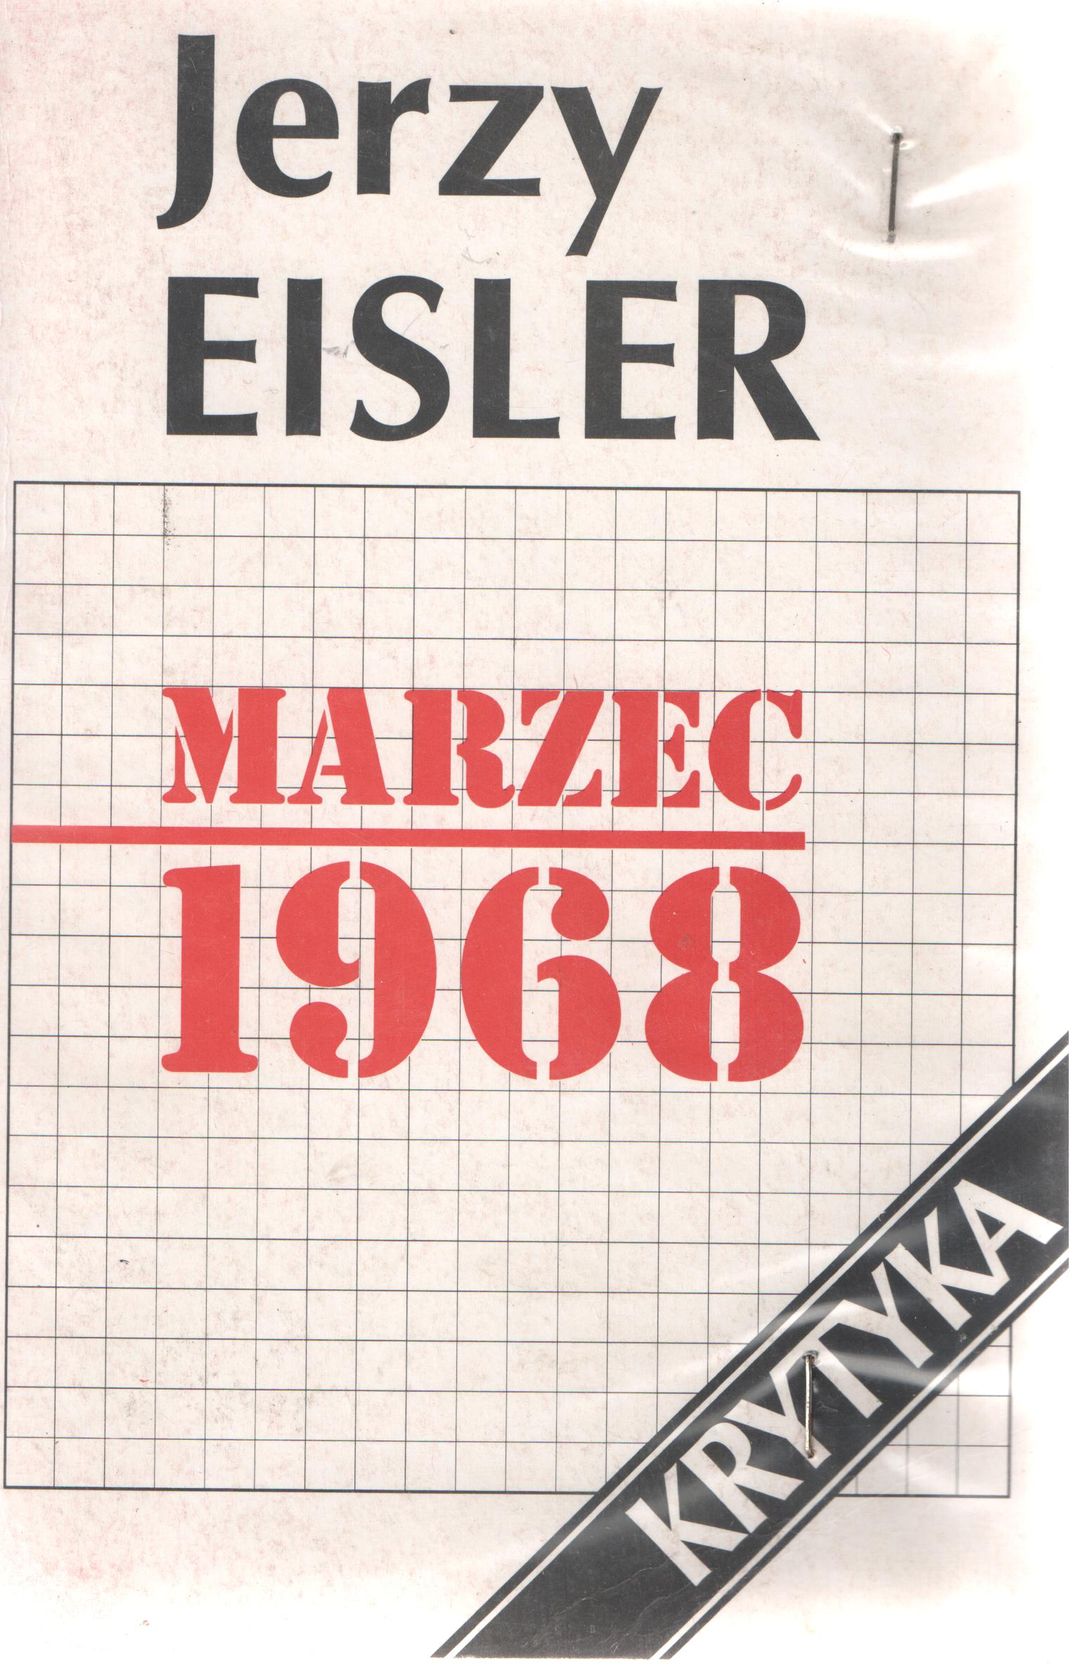 Jerzy
EISLER
MARZEC
1968
KRYTYKA